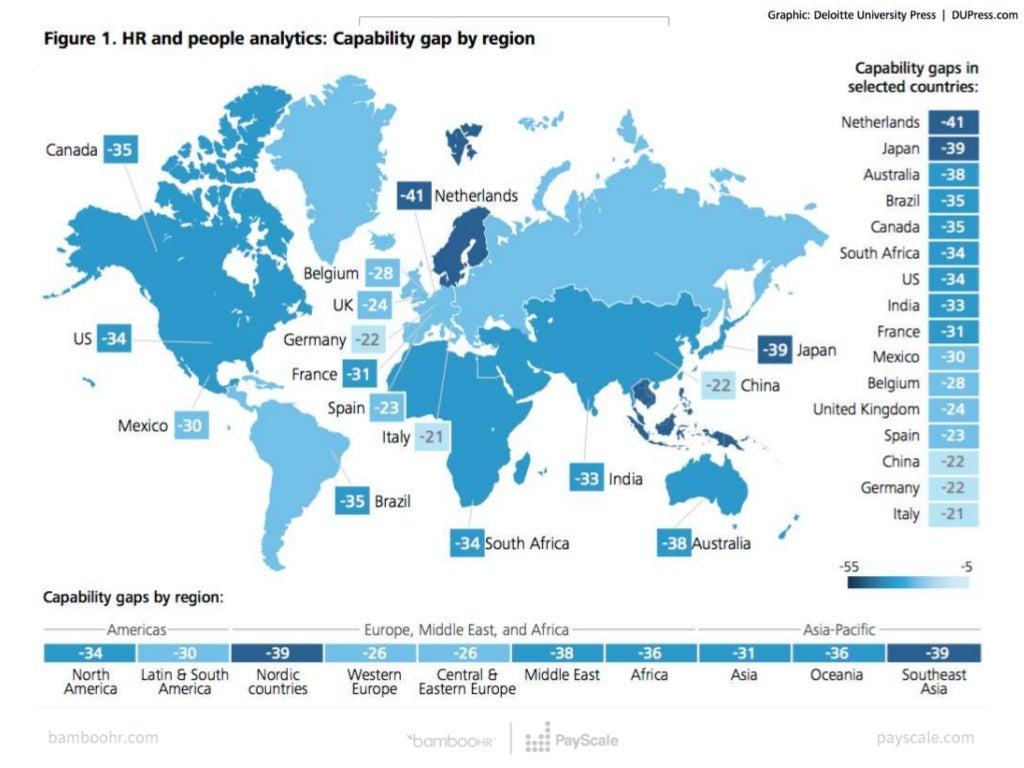 Graphic: Deloitte University Press | DUPress.com
Figure 1. HR and people analytics: Capability gap by region
Capability gaps in
selected countries:
Netherlands -41
Japan -39
Australia -38
Brazil -35
Canada -35
South Africa -34
US -34
India -33
France -31
Mexico -30
Belgium -28
United Kingdom -24
Spain -23
China -22
Germany -22
Italy -21
-55 -5
Canada -35
-41 Netherlands
Belgium -28
UK -24
US -34
Germany -22
-39 Japan
France -31
-22 China
Spain -23
Mexico -30
Italy -21
-33 India
-35 Brazil
-34 South Africa
-38 Australia
Capability gaps by region:
Americas Europe, Middle East, and Africa Asia-Pacific
-34 -30 -39 -26 -26 -38 -36 -31 -36 -39
North Latin & South Nordic Western Central & Middle East Africa Asia Oceania Southeast
America America countries Europe Eastern Europe Asia
bamboohr.com bambooHR PayScale payscale.com